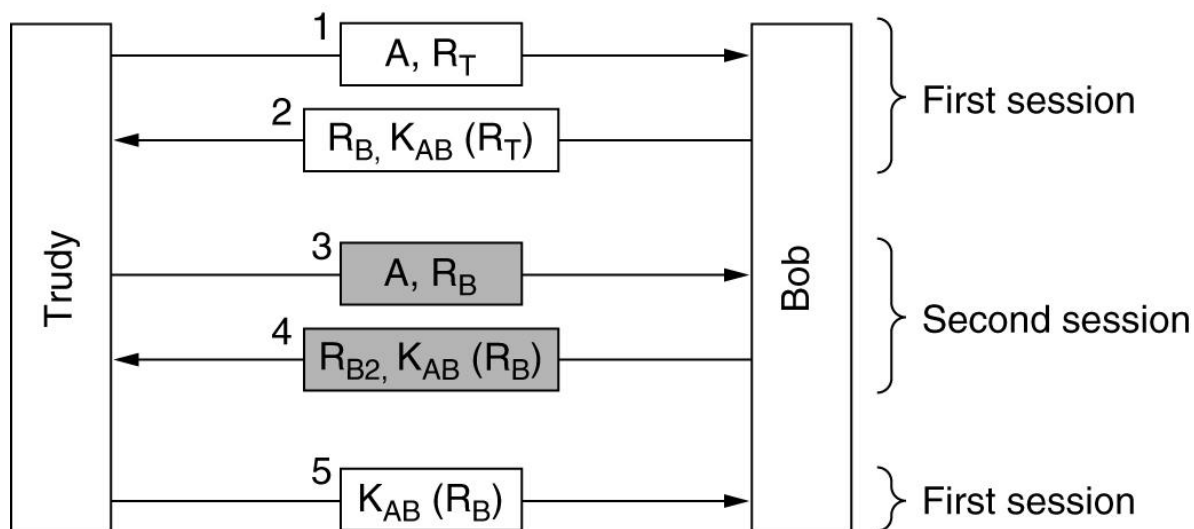 1
A, R_T
First session
2
R_B, K_AB (R_T)
Trudy
Bob
3
A, R_B
Second session
4
R_B2, K_AB (R_B)
5
K_AB (R_B)
First session